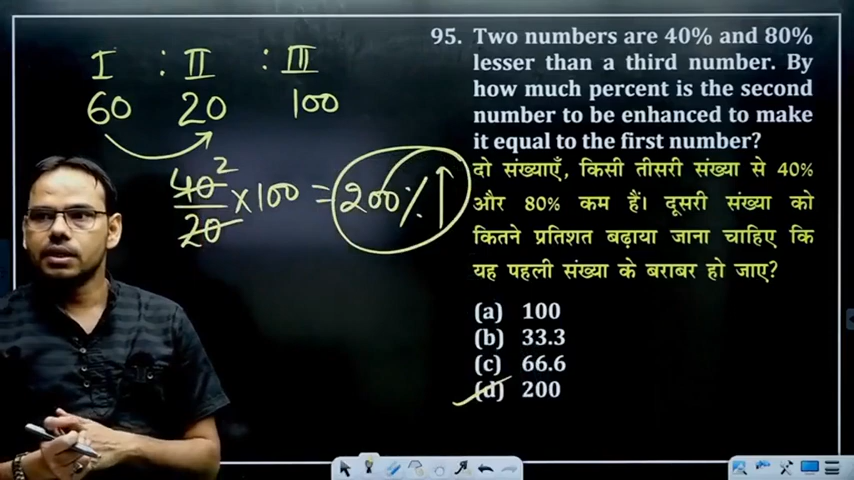 I : II : III
60 20 100
40 2
— × 100 = 200% ↑
20
95. Two numbers are 40% and 80%
lesser than a third number. By
how much percent is the second
number to be enhanced to make
it equal to the first number?
दो संख्याएँ, किसी तीसरी संख्या से 40%
और 80% कम हैं। दूसरी संख्या को
कितने प्रतिशत बढ़ाया जाना चाहिए कि
यह पहली संख्या के बराबर हो जाए?
(a) 100
(b) 33.3
(c) 66.6
(d) 200